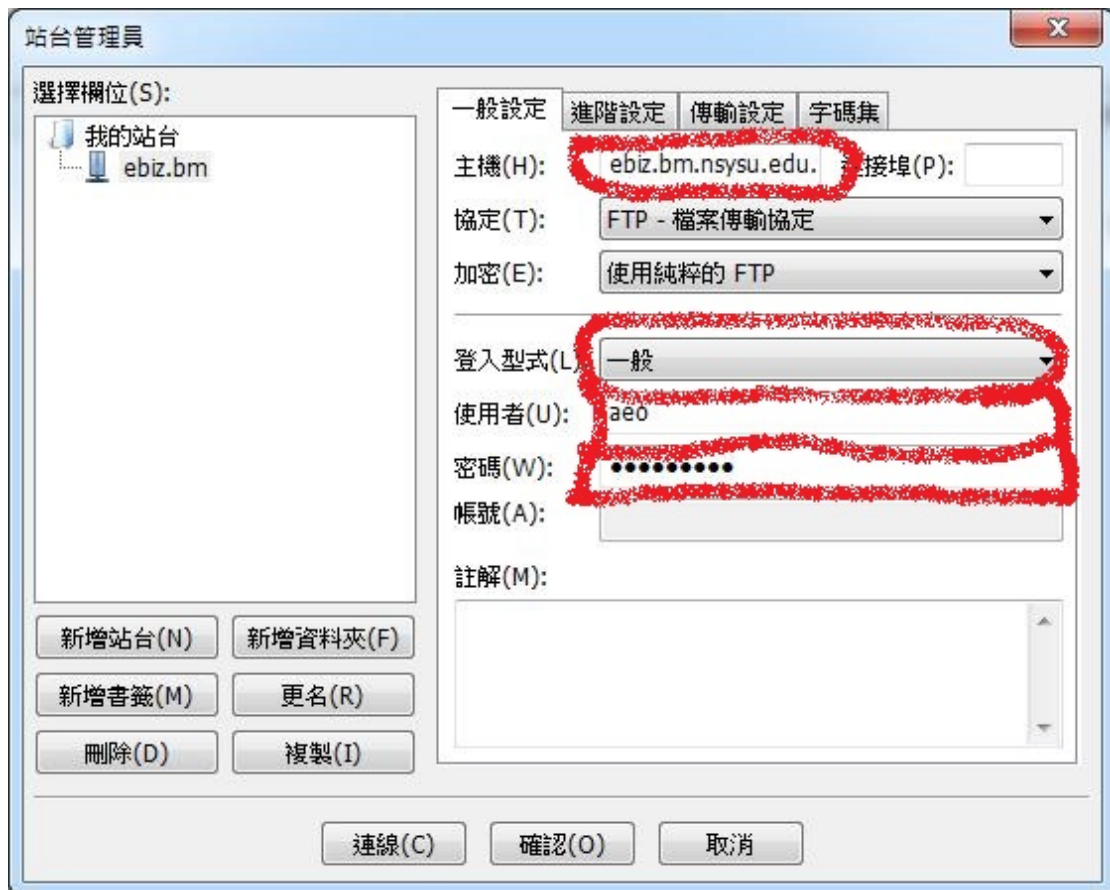 站台管理員
選擇欄位(S):
我的站台
ebiz.bm
新增站台(N) 新增資料夾(F)
新增書籤(M) 更名(R)
刪除(D) 複製(I)
一般設定 進階設定 傳輸設定 字碼集
主機(H): ebiz.bm.nsysu.edu. 接埠(P):
協定(T): FTP - 檔案傳輸協定
加密(E): 使用純粹的 FTP
登入型式(L 一般
使用者(U): aeo
密碼(W): •••••••••
帳號(A):
註解(M):
連線(C) 確認(O) 取消